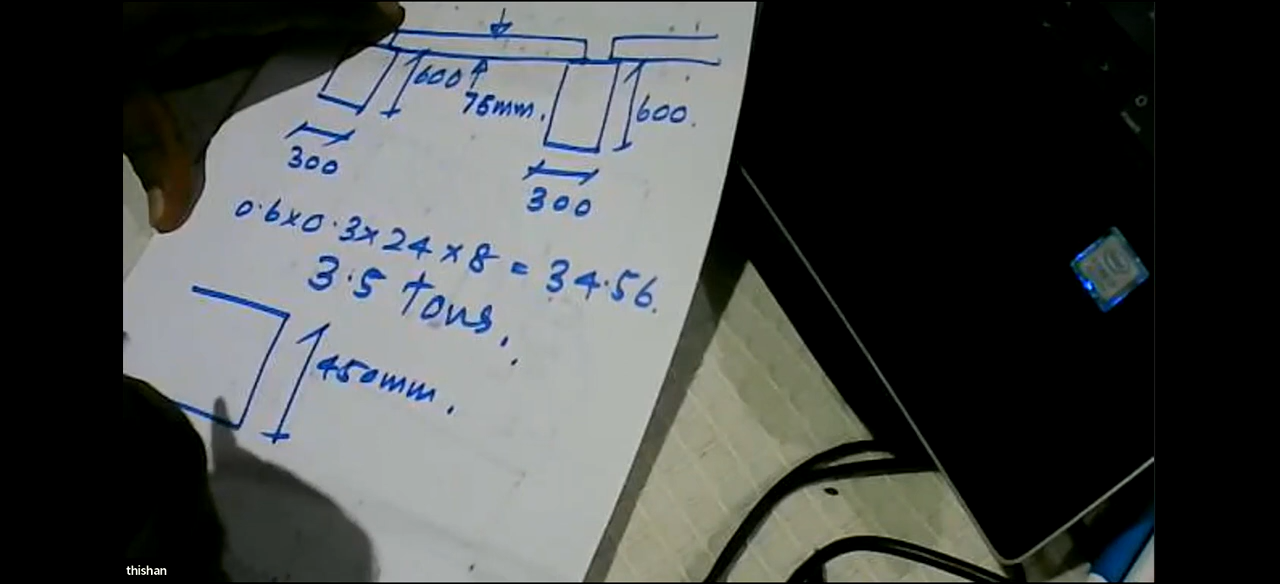 600
75mm.
600.
300
300
0.6x0.3x24x8 = 34.56.
3.5 tons.
450mm.
thishan